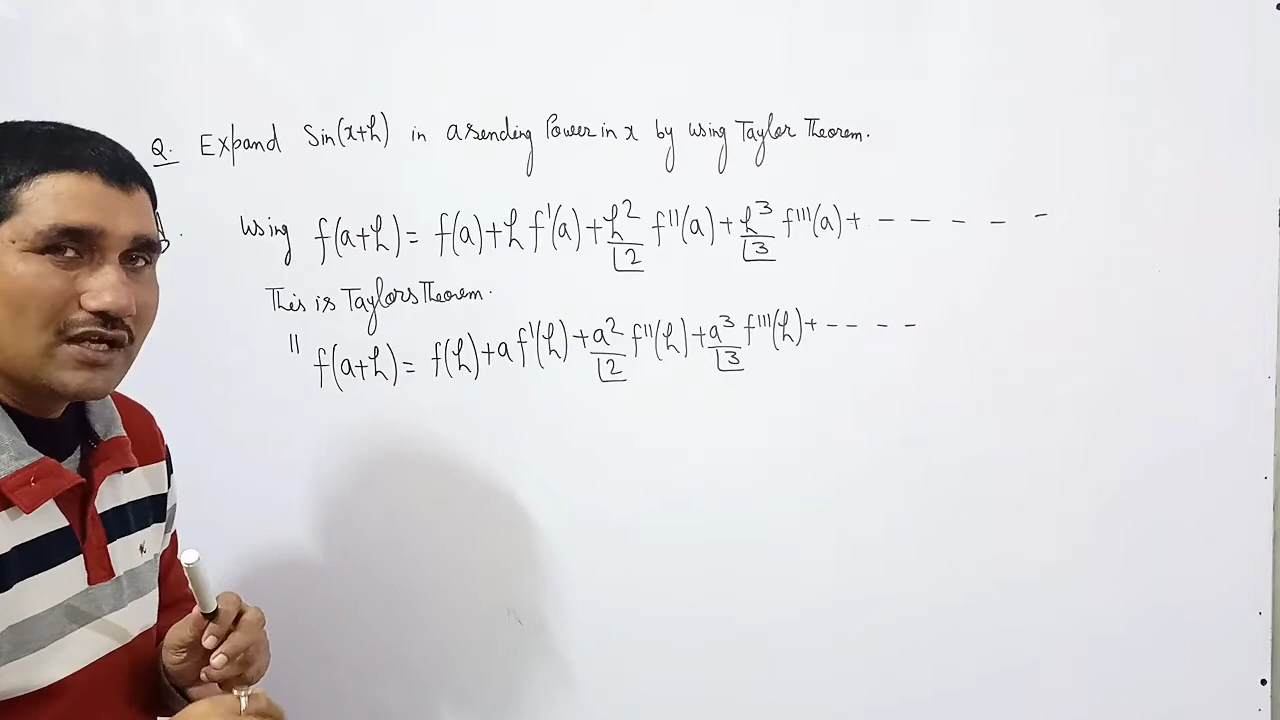 Q. Expand Sin(x+h) in asending Power in x by using Taylor Theorem.
Using f(a+h) = f(a) + h f'(a) + h²/⌊2 f''(a) + h³/⌊3 f'''(a) + - - - - -
This is Taylors Theorem.
" f(a+h) = f(h) + a f'(h) + a²/⌊2 f''(h) + a³/⌊3 f'''(h) + - - - -